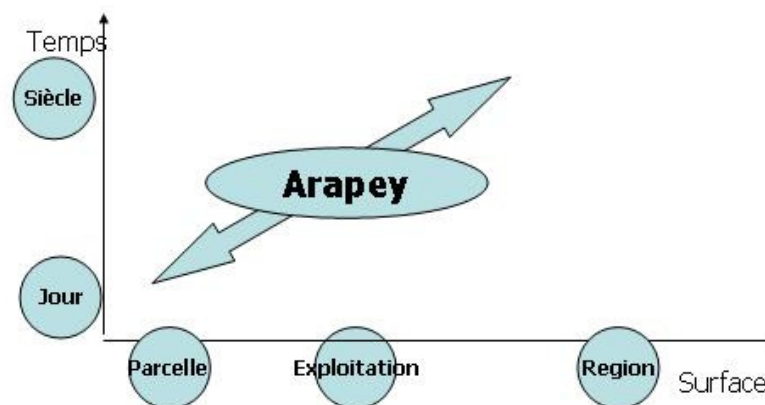 Temps
Siècle
Arapey
Jour
Parcelle
Exploitation
Region
Surface